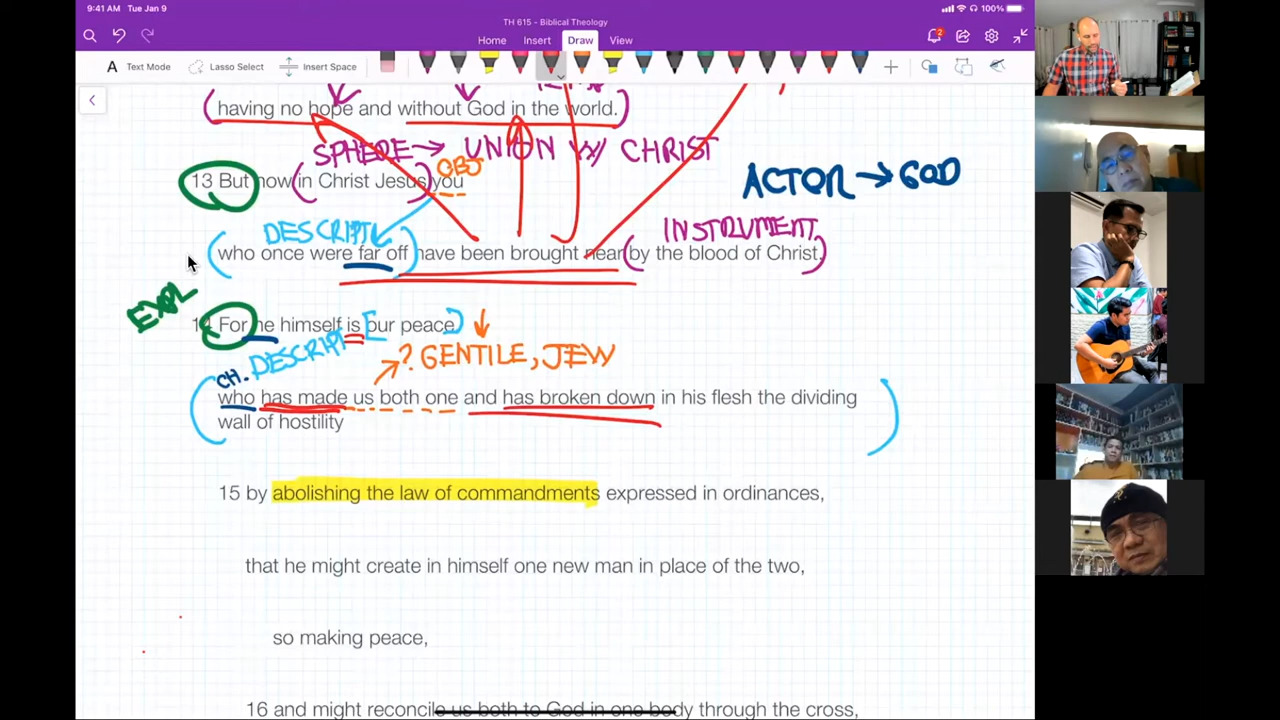 9:41 AM Tue Jan 9
100%
TH 615 - Biblical Theology
Home Insert Draw View
2
A Text Mode Lasso Select Insert Space
(having no hope and without God in the world.)
SPHERE → UNION W/ CHRIST
OBJ
13 But now (in Christ Jesus) you
ACTOR → GOD
DESCRIPT INSTRUMENT
(who once were far off) have been brought near (by the blood of Christ.)
EXPL
14 For he himself is [our peace]
DESCRIPT ? GENTILE, JEW
CH.
(who has made us both one and has broken down in his flesh the dividing
wall of hostility )
15 by abolishing the law of commandments expressed in ordinances,
that he might create in himself one new man in place of the two,
so making peace,
16 and might reconcile us both to God in one body through the cross,